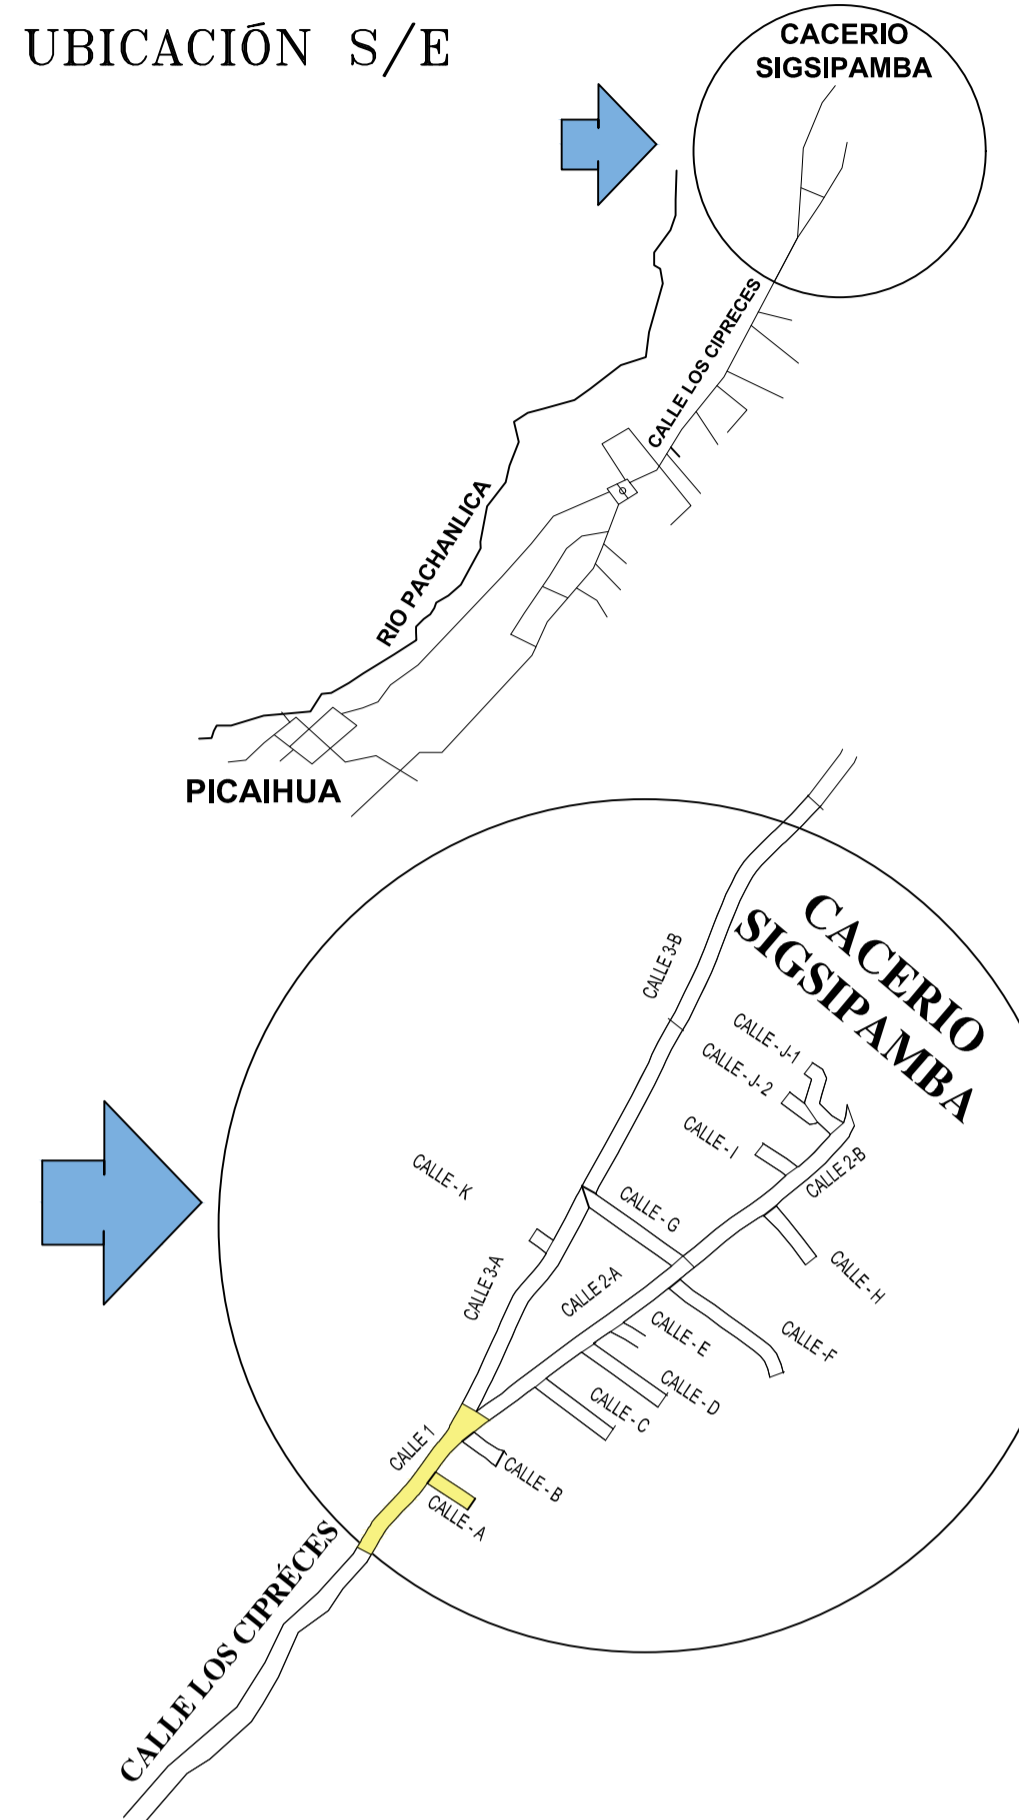 UBICACIÓN S/E
CACERIO
SIGSIPAMBA
CALLE LOS CIPRECES
RIO PACHANLICA
PICAIHUA
CACERIO
SIGSIPAMBA
CALLE 3-B
CALLE - J-1
CALLE - J- 2
CALLE - I
CALLE 2-B
CALLE - K
CALLE - G
CALLE - H
CALLE 3-A
CALLE 2-A
CALLE - E
CALLE - F
CALLE - D
CALLE - C
CALLE 1
CALLE - B
CALLE - A
CALLE LOS CIPRÉCES